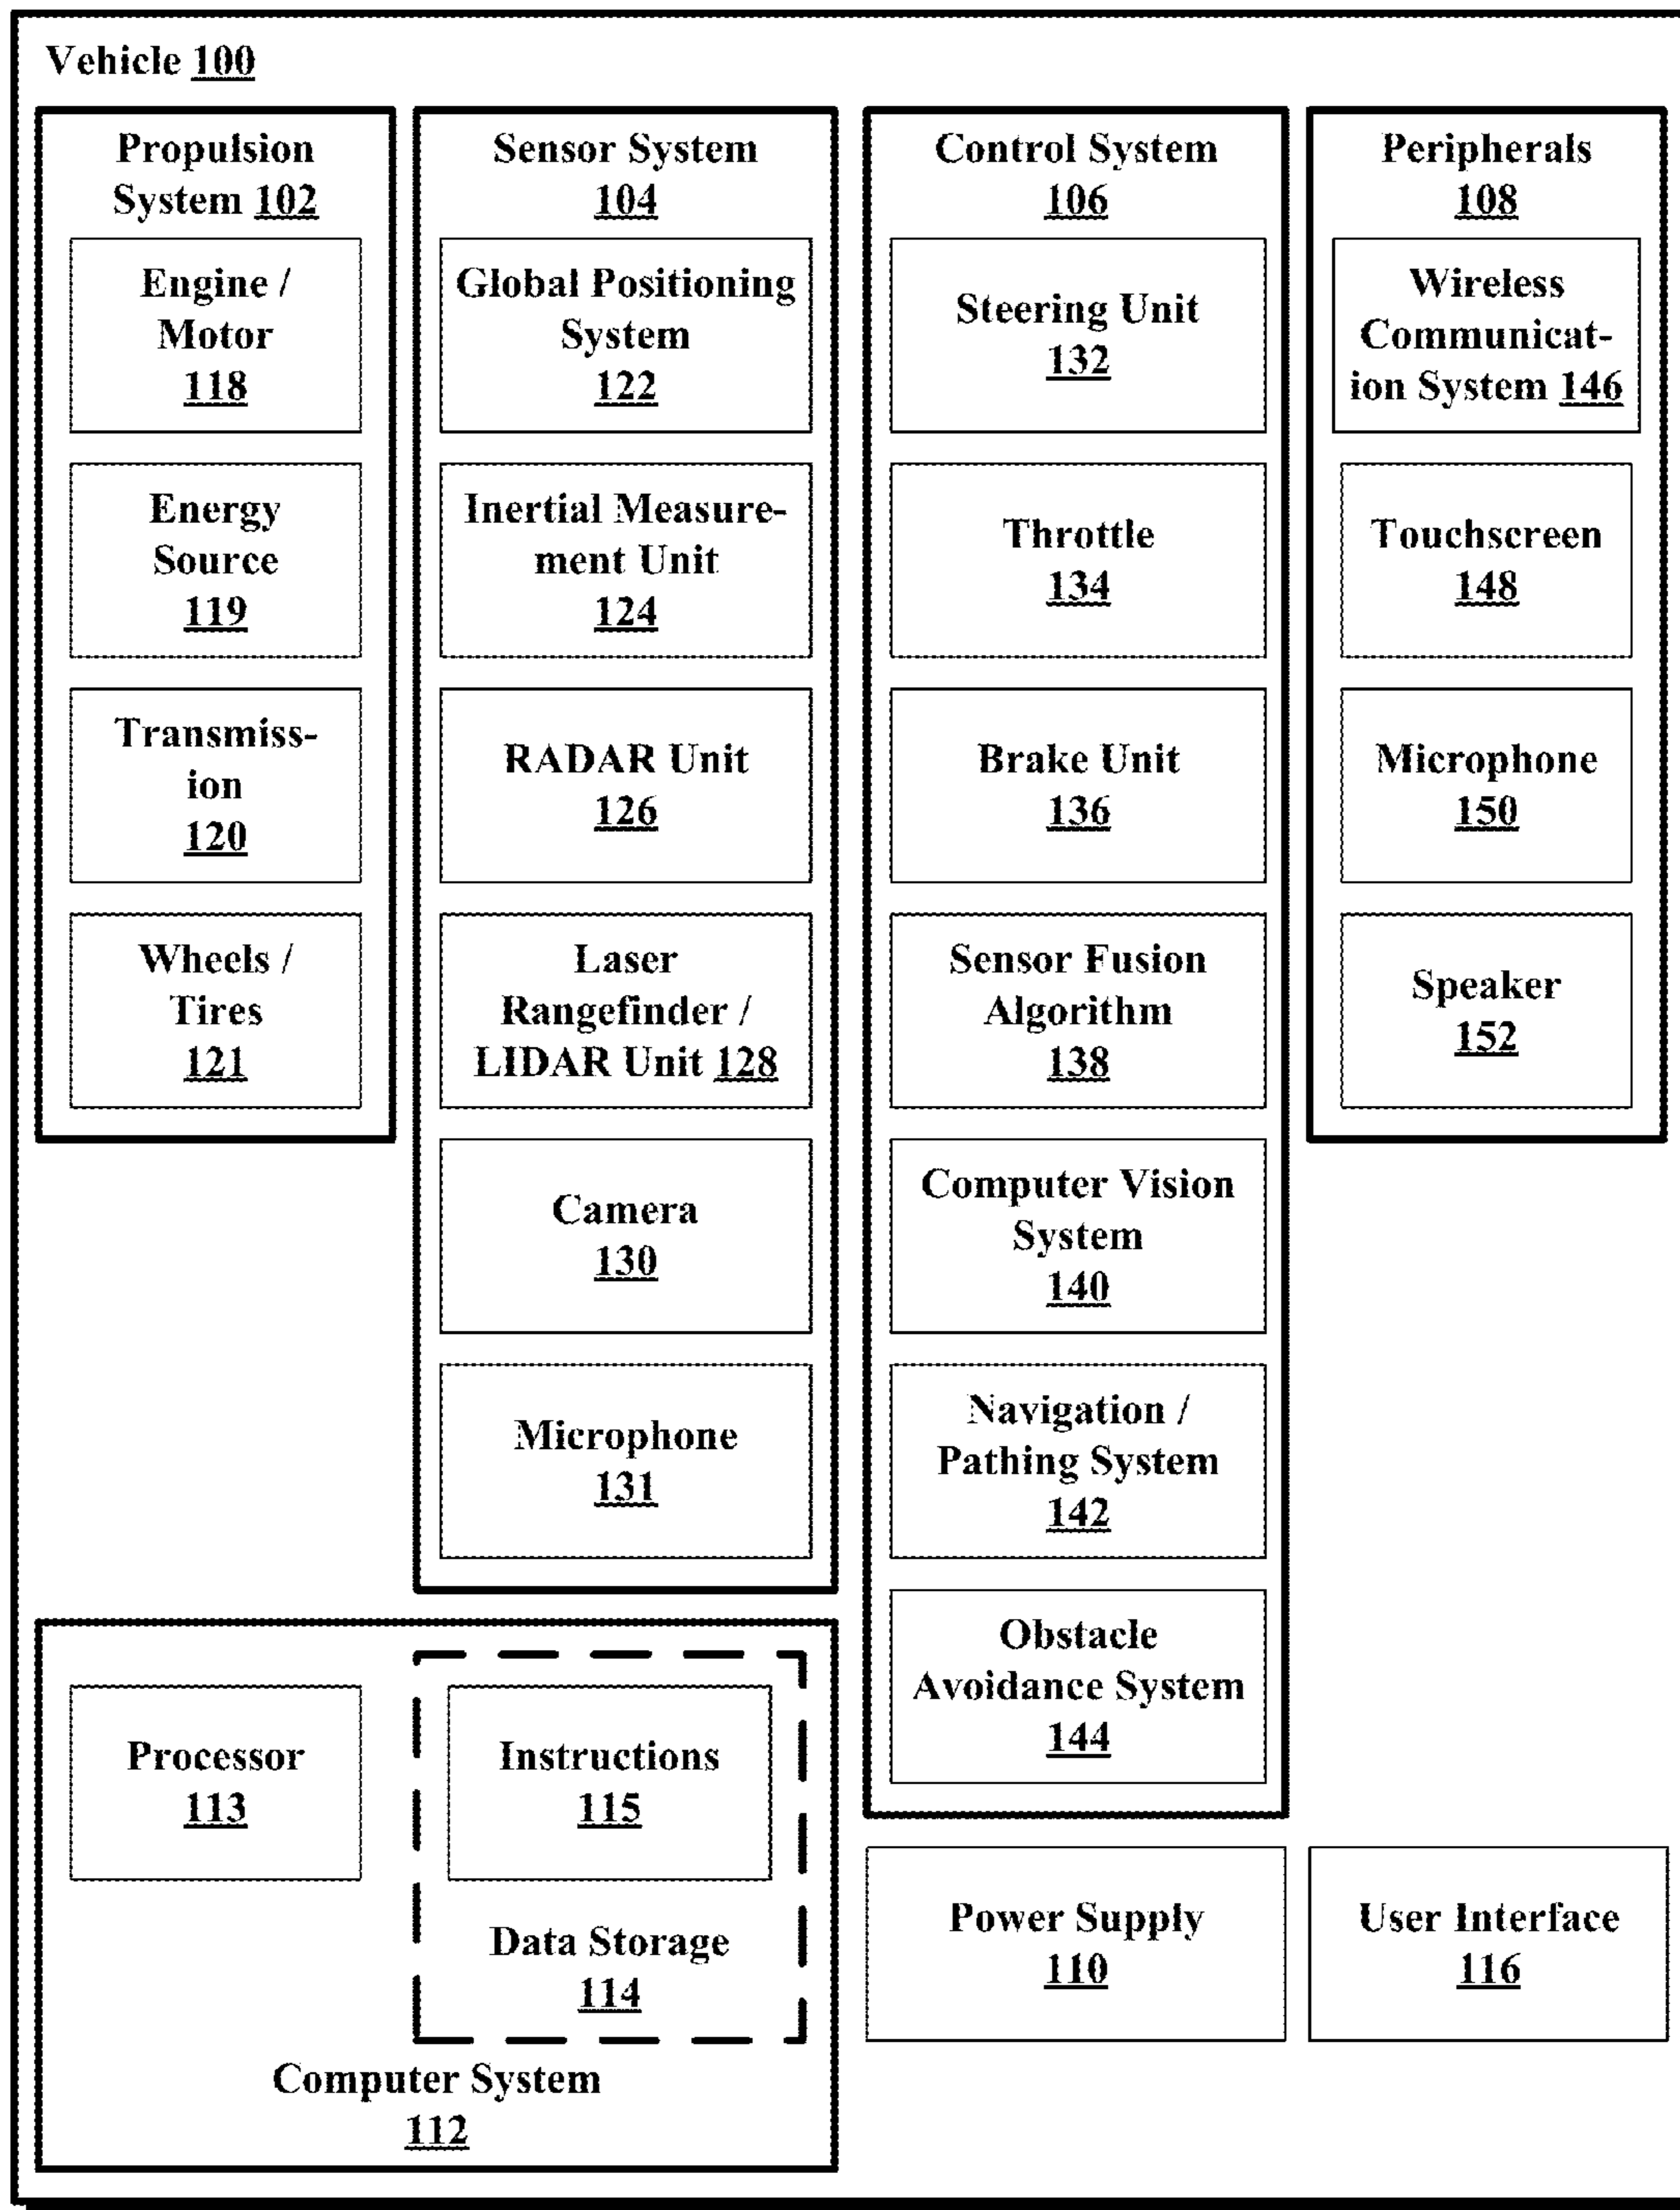 Vehicle 100
Propulsion
System 102
Engine /
Motor
118
Energy
Source
119
Transmiss-
ion
120
Wheels /
Tires
121
Sensor System
104
Global Positioning
System
122
Inertial Measure-
ment Unit
124
RADAR Unit
126
Laser
Rangefinder /
LIDAR Unit 128
Camera
130
Microphone
131
Control System
106
Steering Unit
132
Throttle
134
Brake Unit
136
Sensor Fusion
Algorithm
138
Computer Vision
System
140
Navigation /
Pathing System
142
Obstacle
Avoidance System
144
Peripherals
108
Wireless
Communicat-
ion System 146
Touchscreen
148
Microphone
150
Speaker
152
Processor
113
Instructions
115
Data Storage
114
Computer System
112
Power Supply
110
User Interface
116